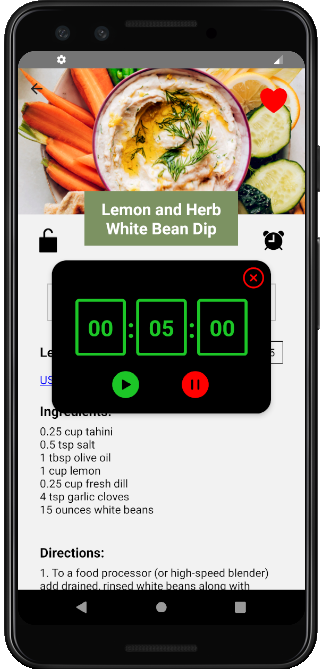 Lemon and Herb
White Bean Dip
00 : 05 : 00
Le
US
Ingredients:
0.25 cup tahini
0.5 tsp salt
1 tbsp olive oil
1 cup lemon
0.25 cup fresh dill
4 tsp garlic cloves
15 ounces white beans
Directions:
1. To a food processor (or high-speed blender)
add drained, rinsed white beans along with